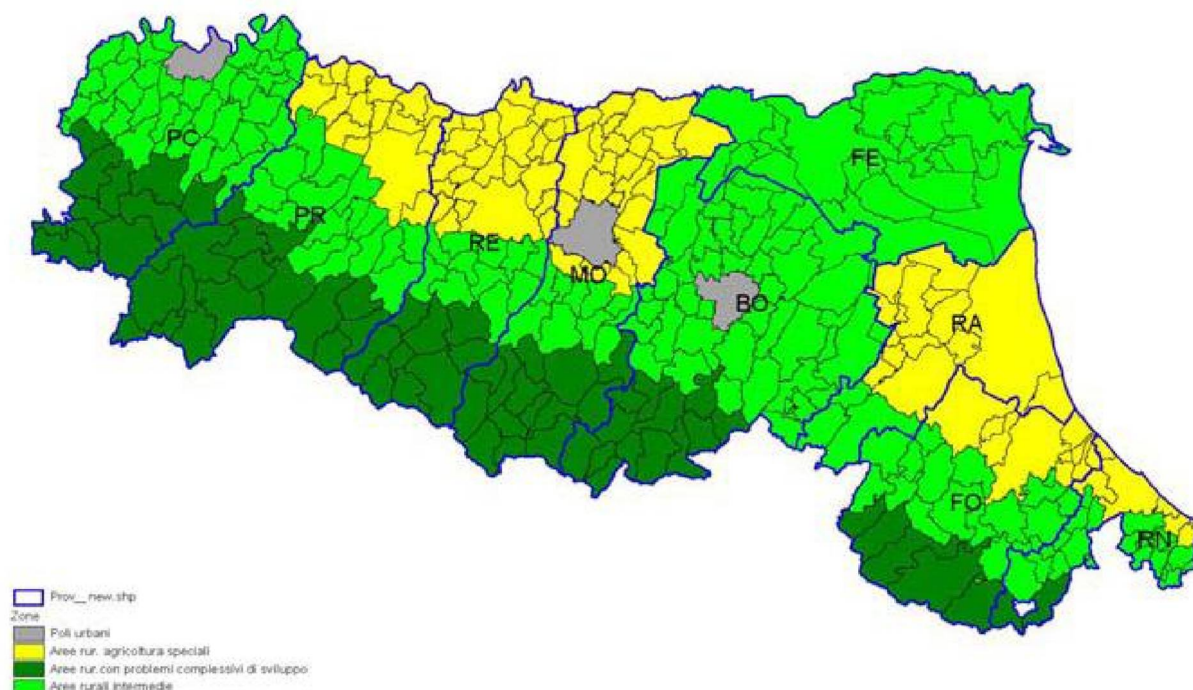 PC
FE
PR
RE
MO
BO
RA
FO
RN
Prov_new.shp
Zone
Poli urbani
Aree rur. agricoltura speciali
Aree rur.con problemi complessivi di sviluppo
Aree rurali intermedie